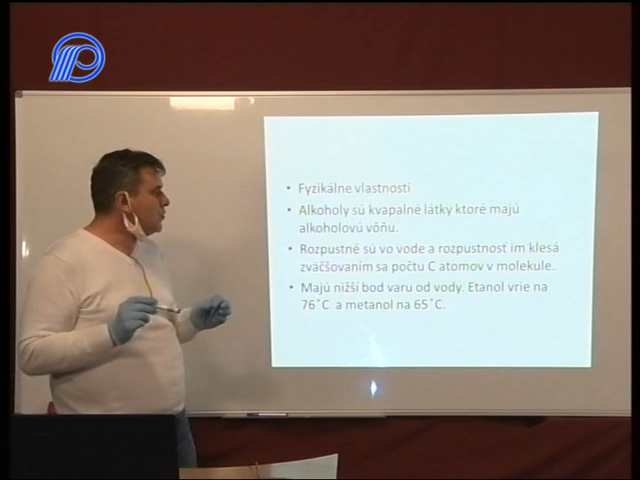 • Fyzikálne vlastnosti
• Alkoholy sú kvapalné látky ktoré majú
alkoholovú vôňu.
• Rozpustné sú vo vode a rozpustnosť im klesá
zväčšovaním sa počtu C atomov v molekule.
• Majú nižší bod varu od vody. Etanol vrie na
76˚C a metanol na 65˚C.